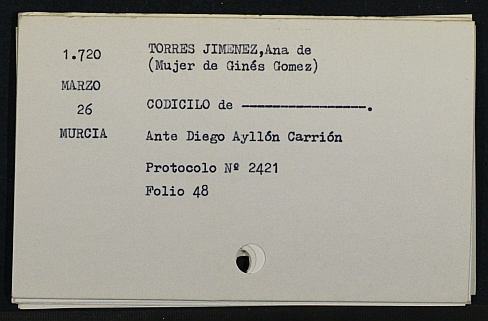 1.720 TORRES JIMENEZ,Ana de
(Mujer de Ginés Gomez)
MARZO
26 CODICILO de -----------------.
MURCIA Ante Diego Ayllón Carrión
Protocolo Nº 2421
Folio 48